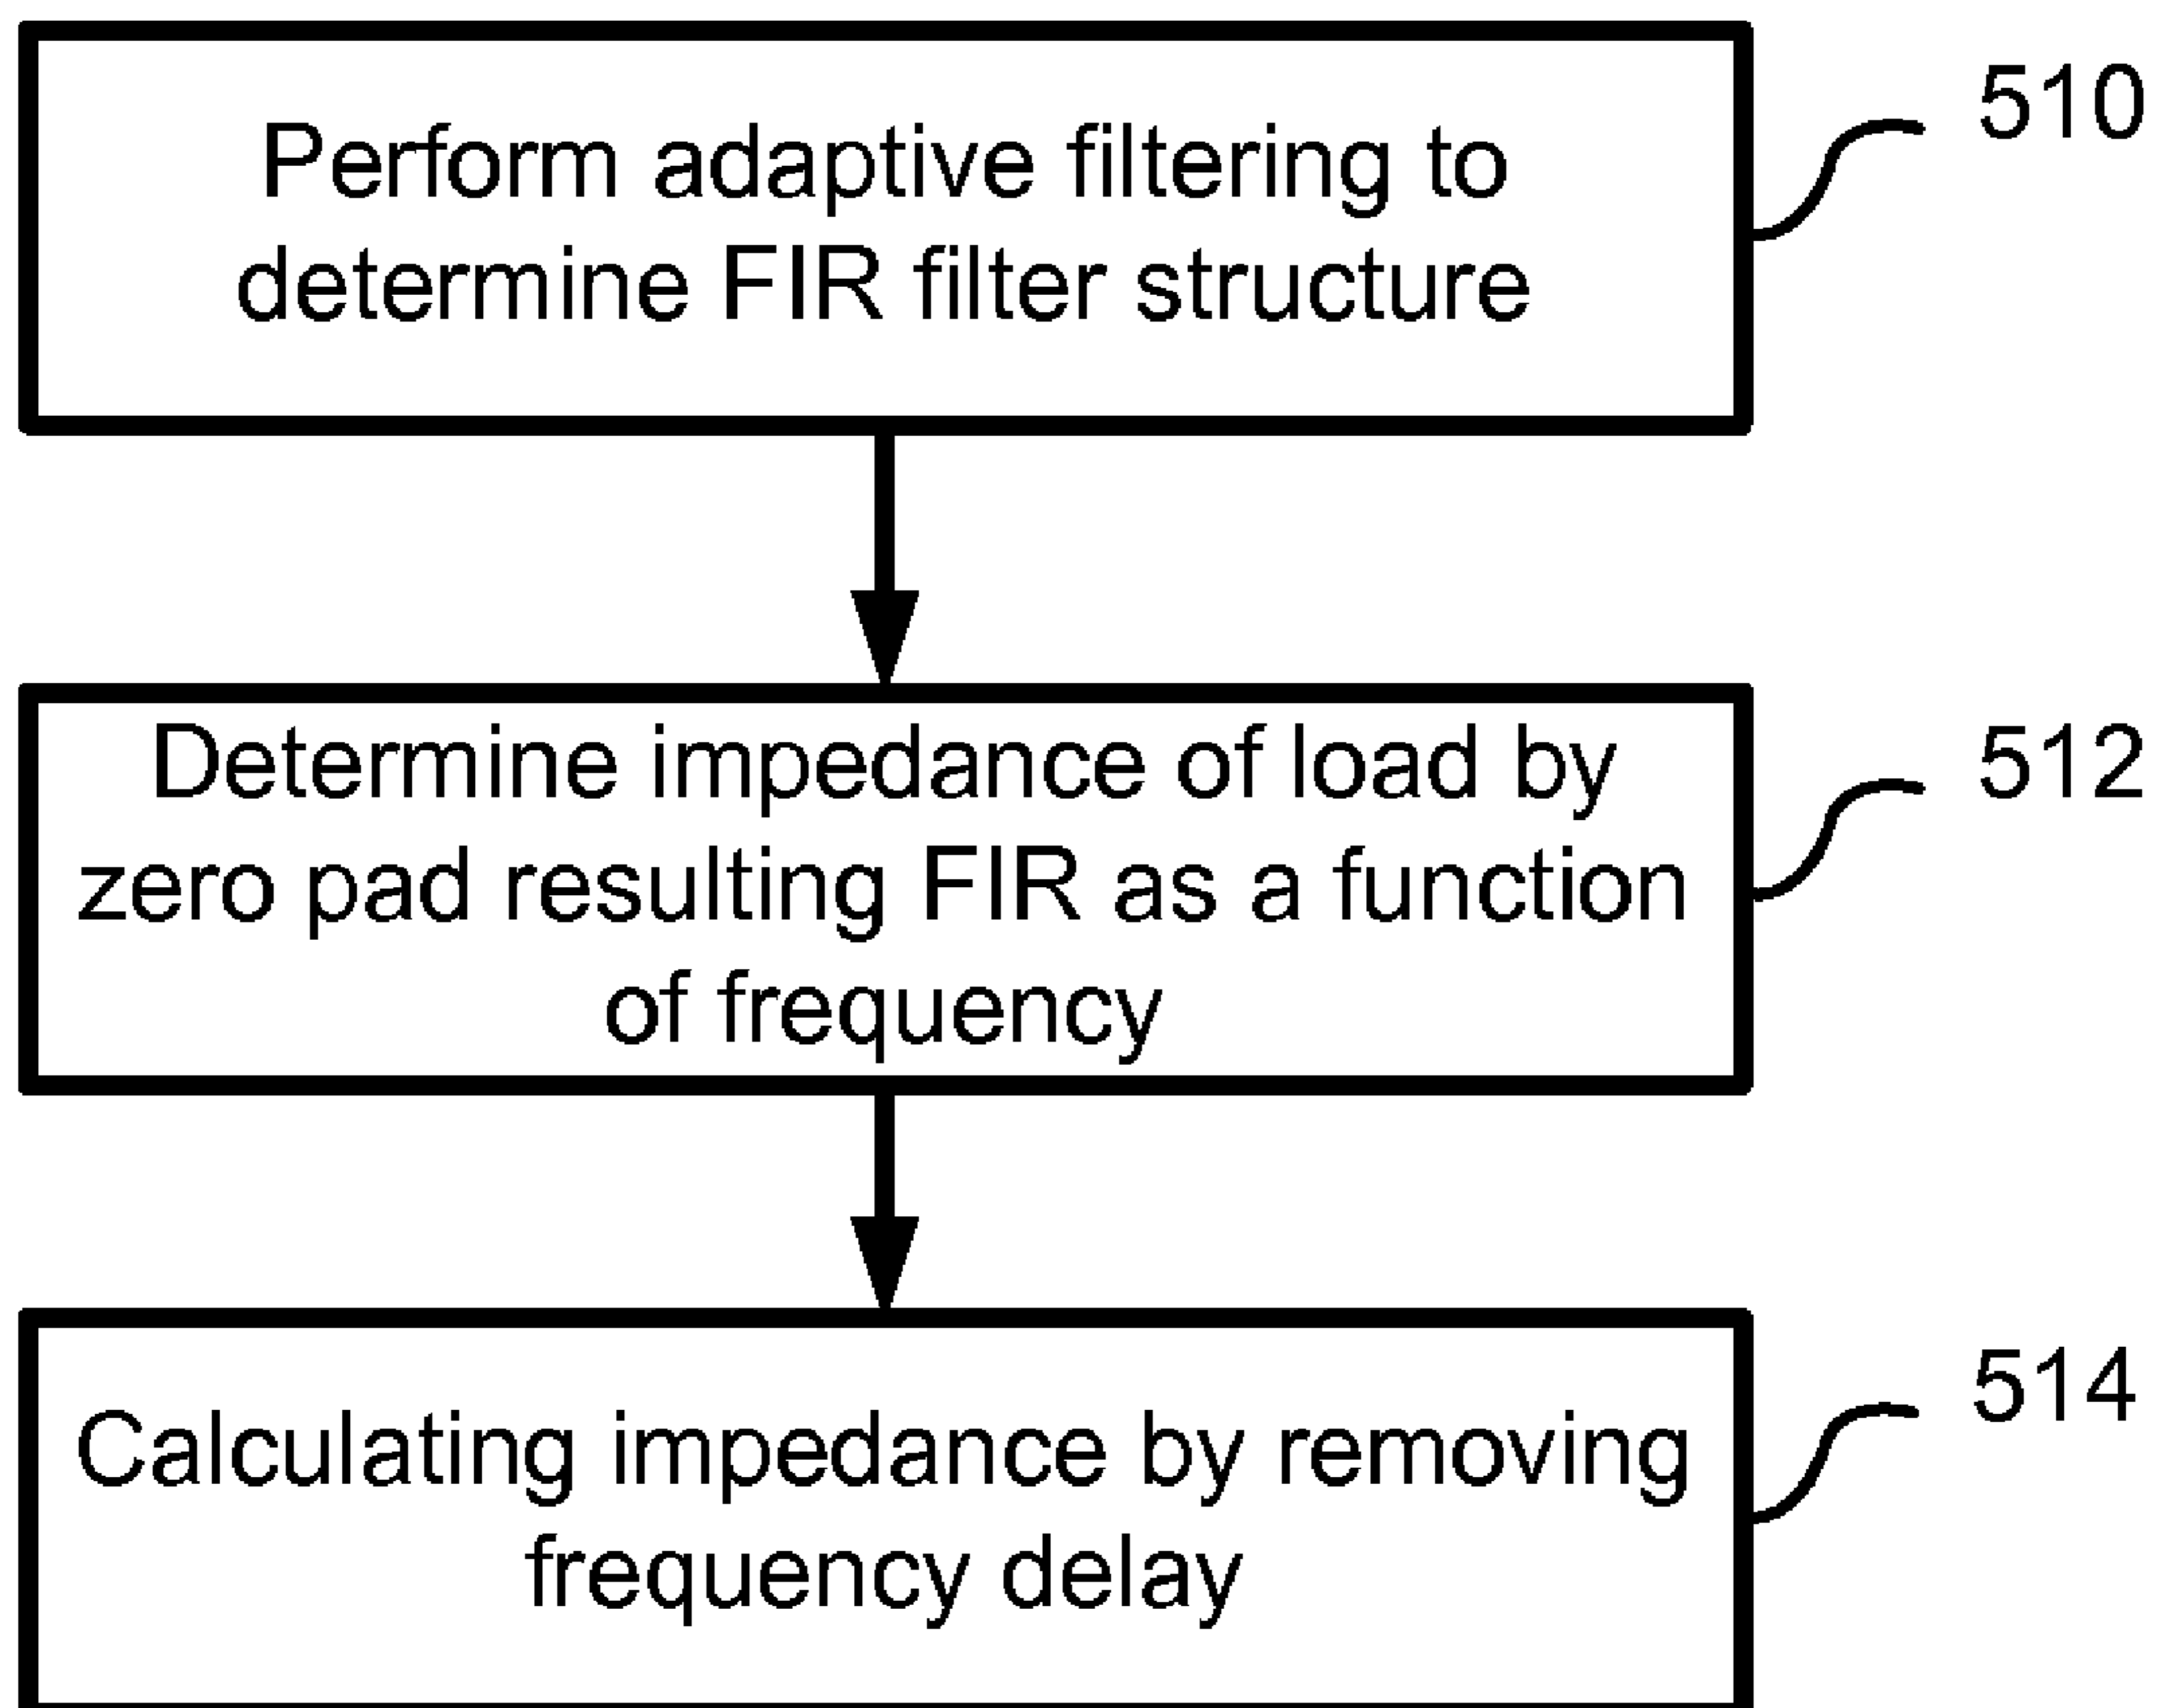 Perform adaptive filtering to
determine FIR filter structure
510
Determine impedance of load by
zero pad resulting FIR as a function
of frequency
512
Calculating impedance by removing
frequency delay
514